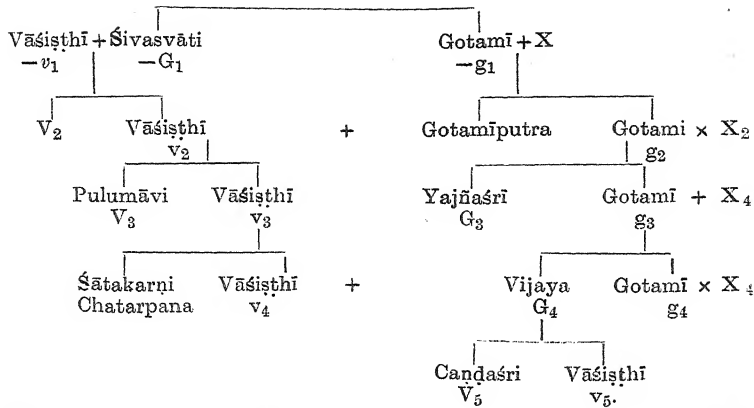 Vāśiṣṭhī + Śivasvāti Gotamī + X
— v₁ — G₁ — g₁
V₂ Vāśiṣṭhī + Gotamīputra Gotami × X₂
v₂ g₂
Pulumāvi Vāśiṣṭhī Yajñaśrī Gotamī + X₄
V₃ v₃ G₃ g₃
Śātakarṇi Vāśiṣṭhī + Vijaya Gotamī × X₄
Chatarpana v₄ G₄ g₄
Caṇḍaśri Vāśiṣṭhī
V₅ v₅.